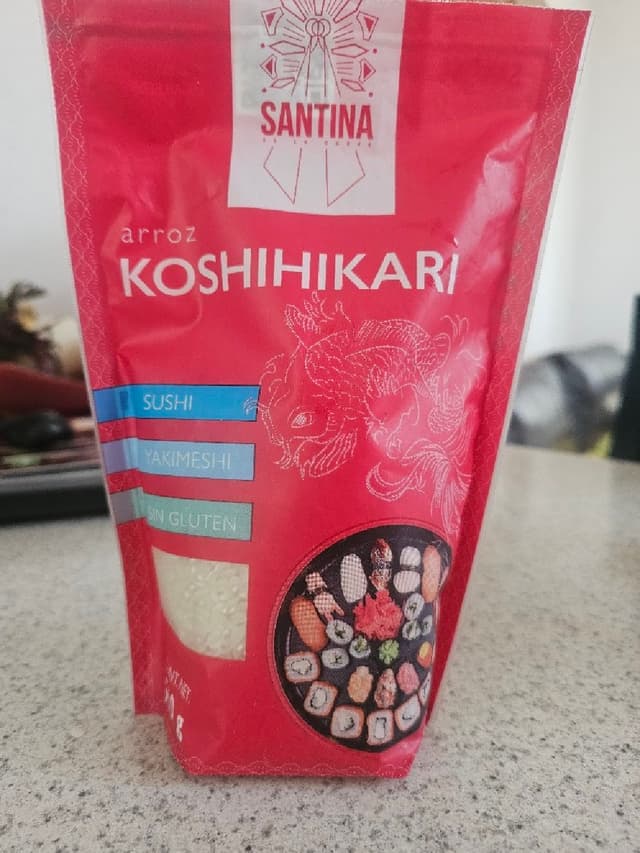 SANTINA
arroz
KOSHIHIKARI
SUSHI
YAKIMESHI
SIN GLUTEN